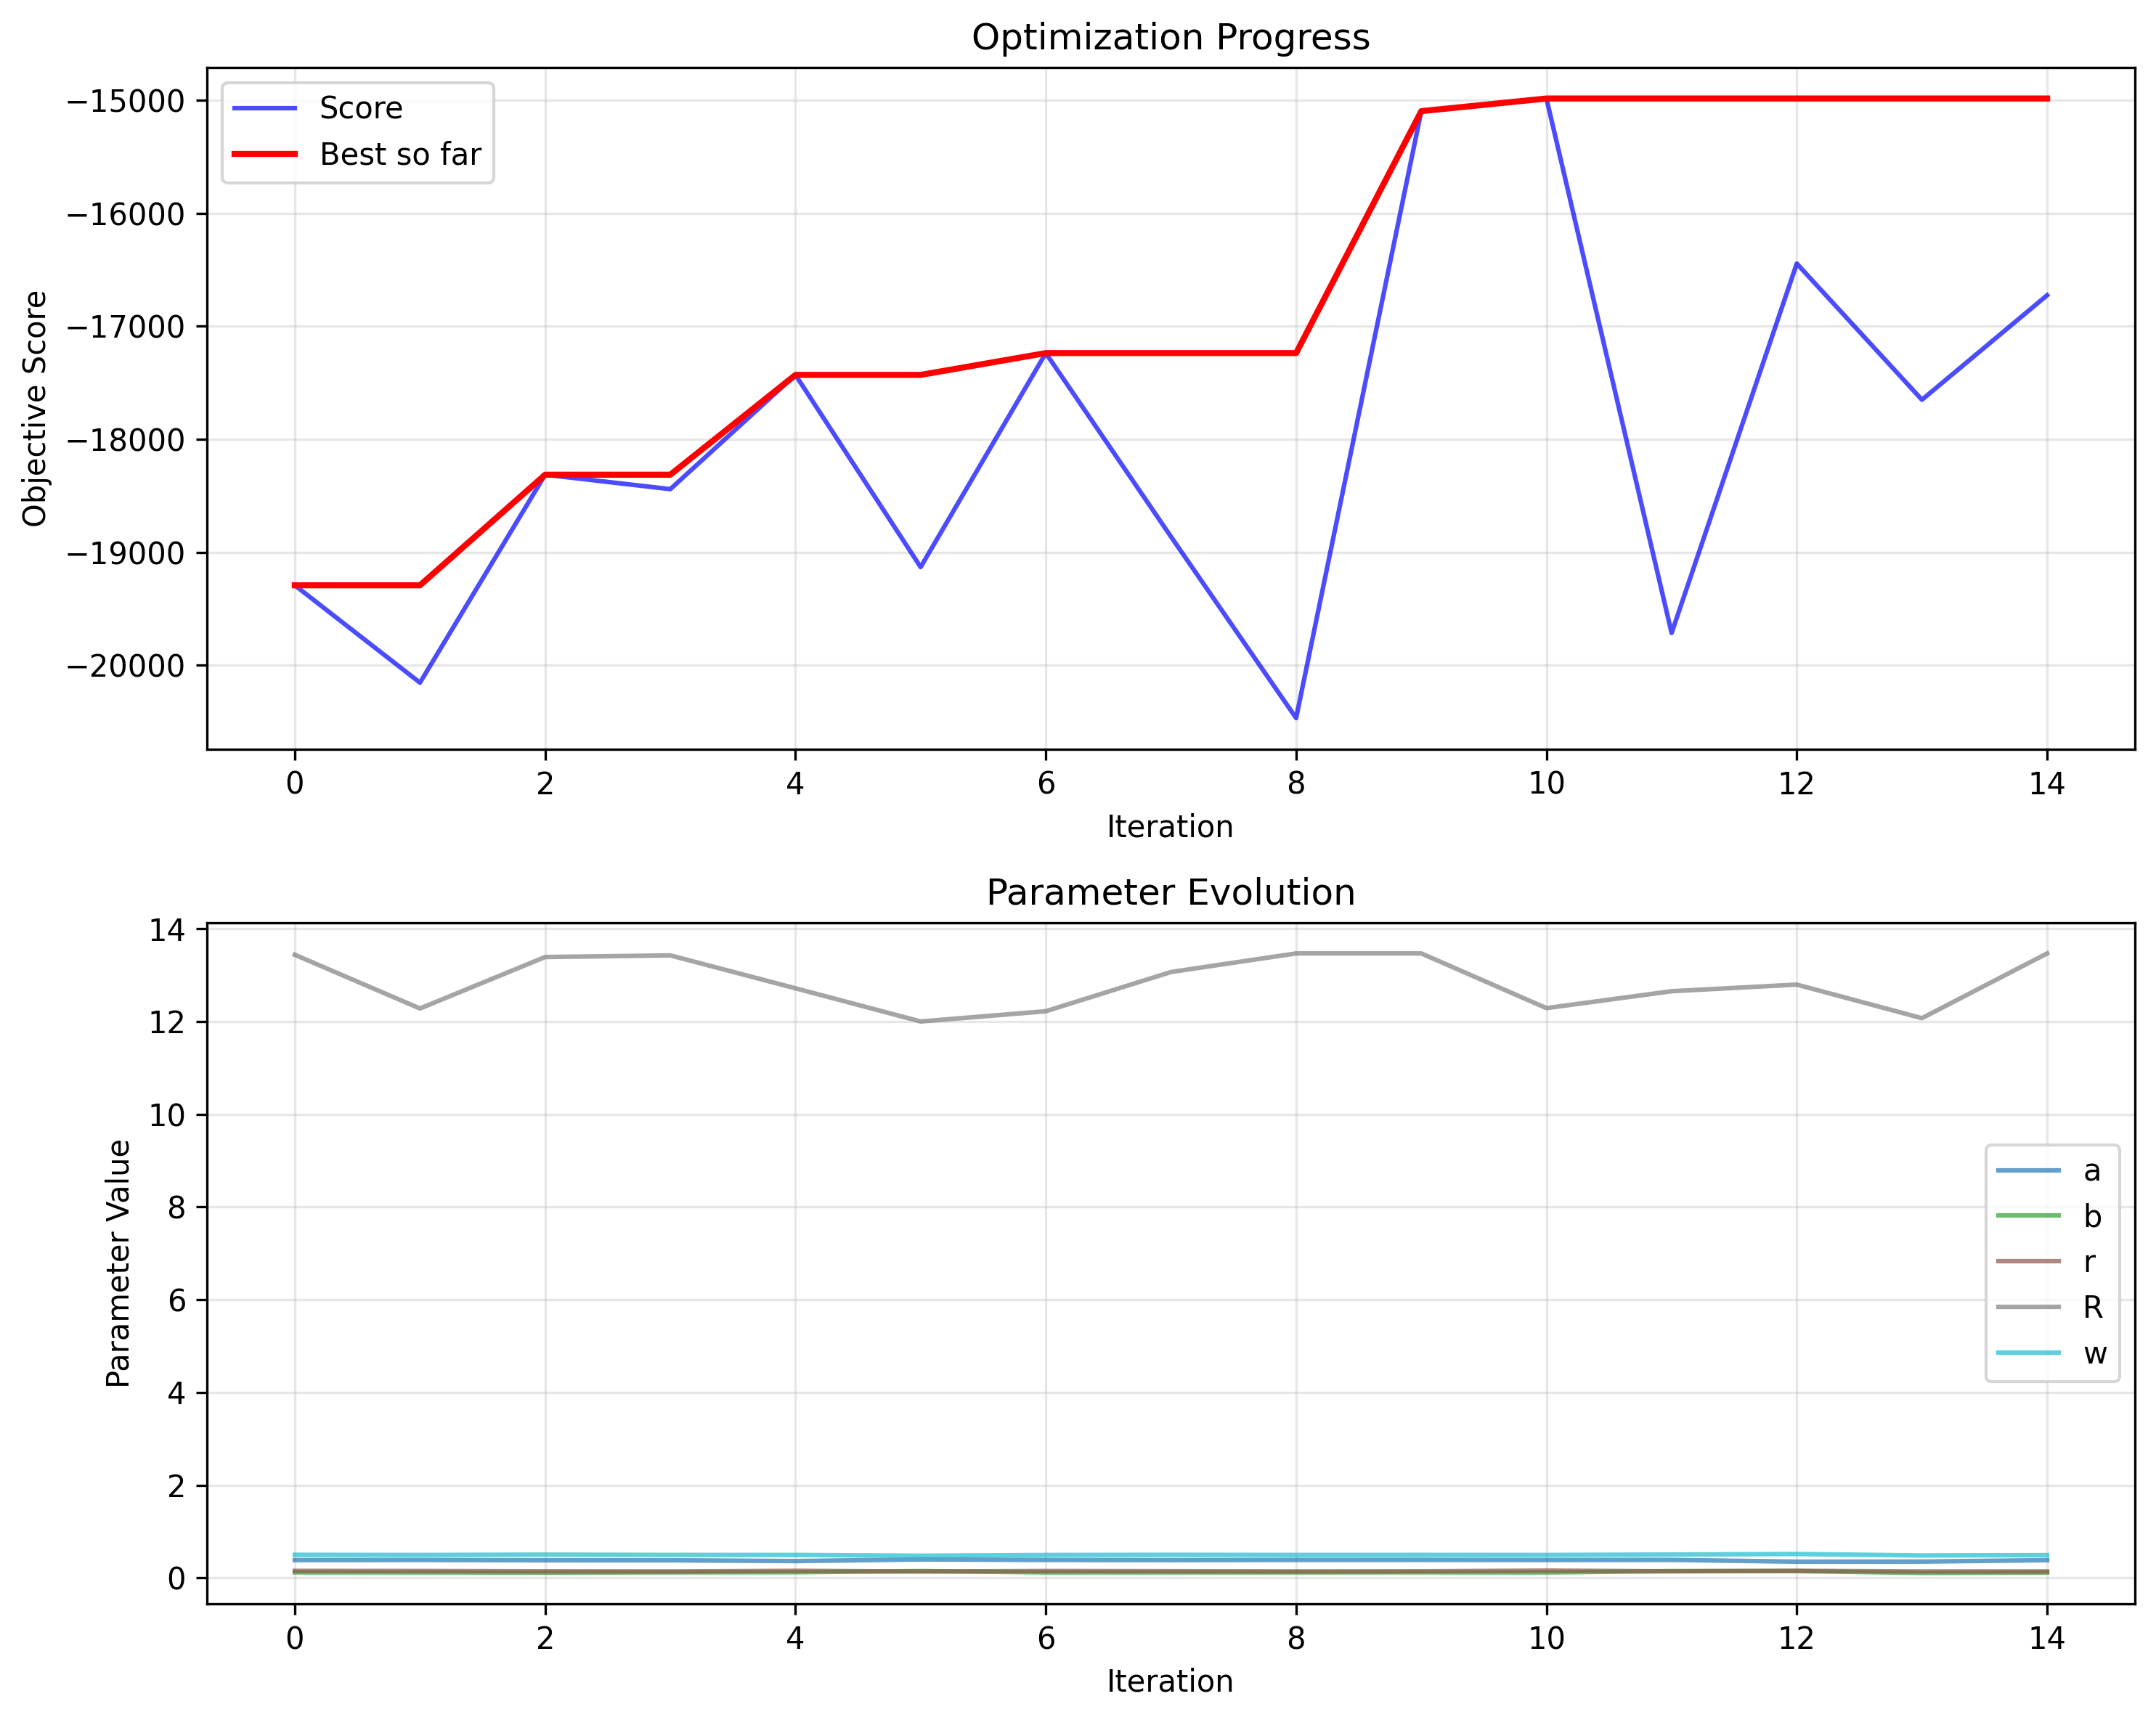 Optimization Progress
Score
Best so far
Objective Score
−15000
−16000
−17000
−18000
−19000
−20000
0 2 4 6 8 10 12 14
Iteration
Parameter Evolution
Parameter Value
14
12
10
8
6
4
2
0
a
b
r
R
w
0 2 4 6 8 10 12 14
Iteration